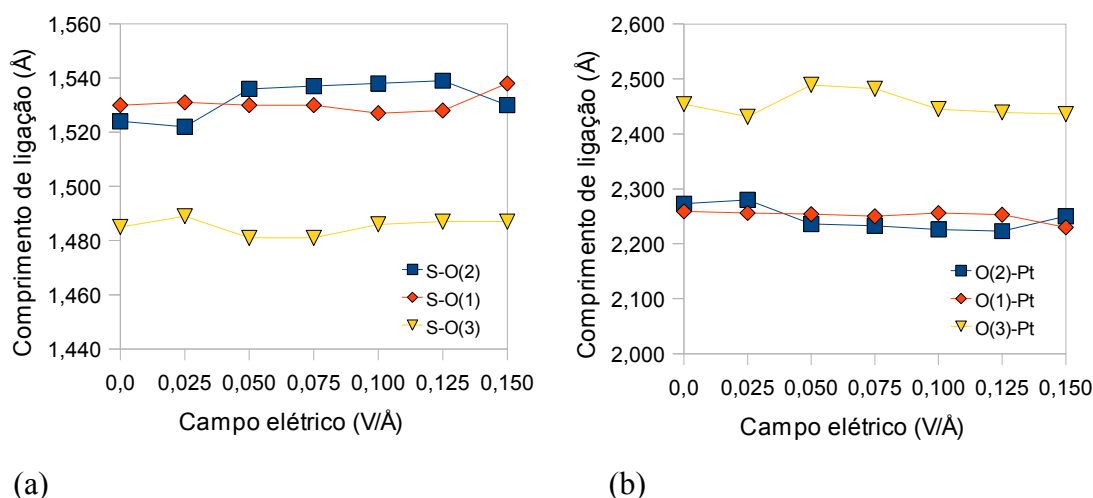 1,560
1,540
1,520
1,500
1,480
1,460
1,440
Comprimento de ligação (Å)
S-O(2)
S-O(1)
S-O(3)
0,0
0,025
0,050
0,075
0,100
0,125
0,150
Campo elétrico (V/Å)
(a)
2,600
2,500
2,400
2,300
2,200
2,100
2,000
Comprimento de ligação (Å)
O(2)-Pt
O(1)-Pt
O(3)-Pt
0,0
0,025
0,050
0,075
0,100
0,125
0,150
Campo elétrico (V/Å)
(b)